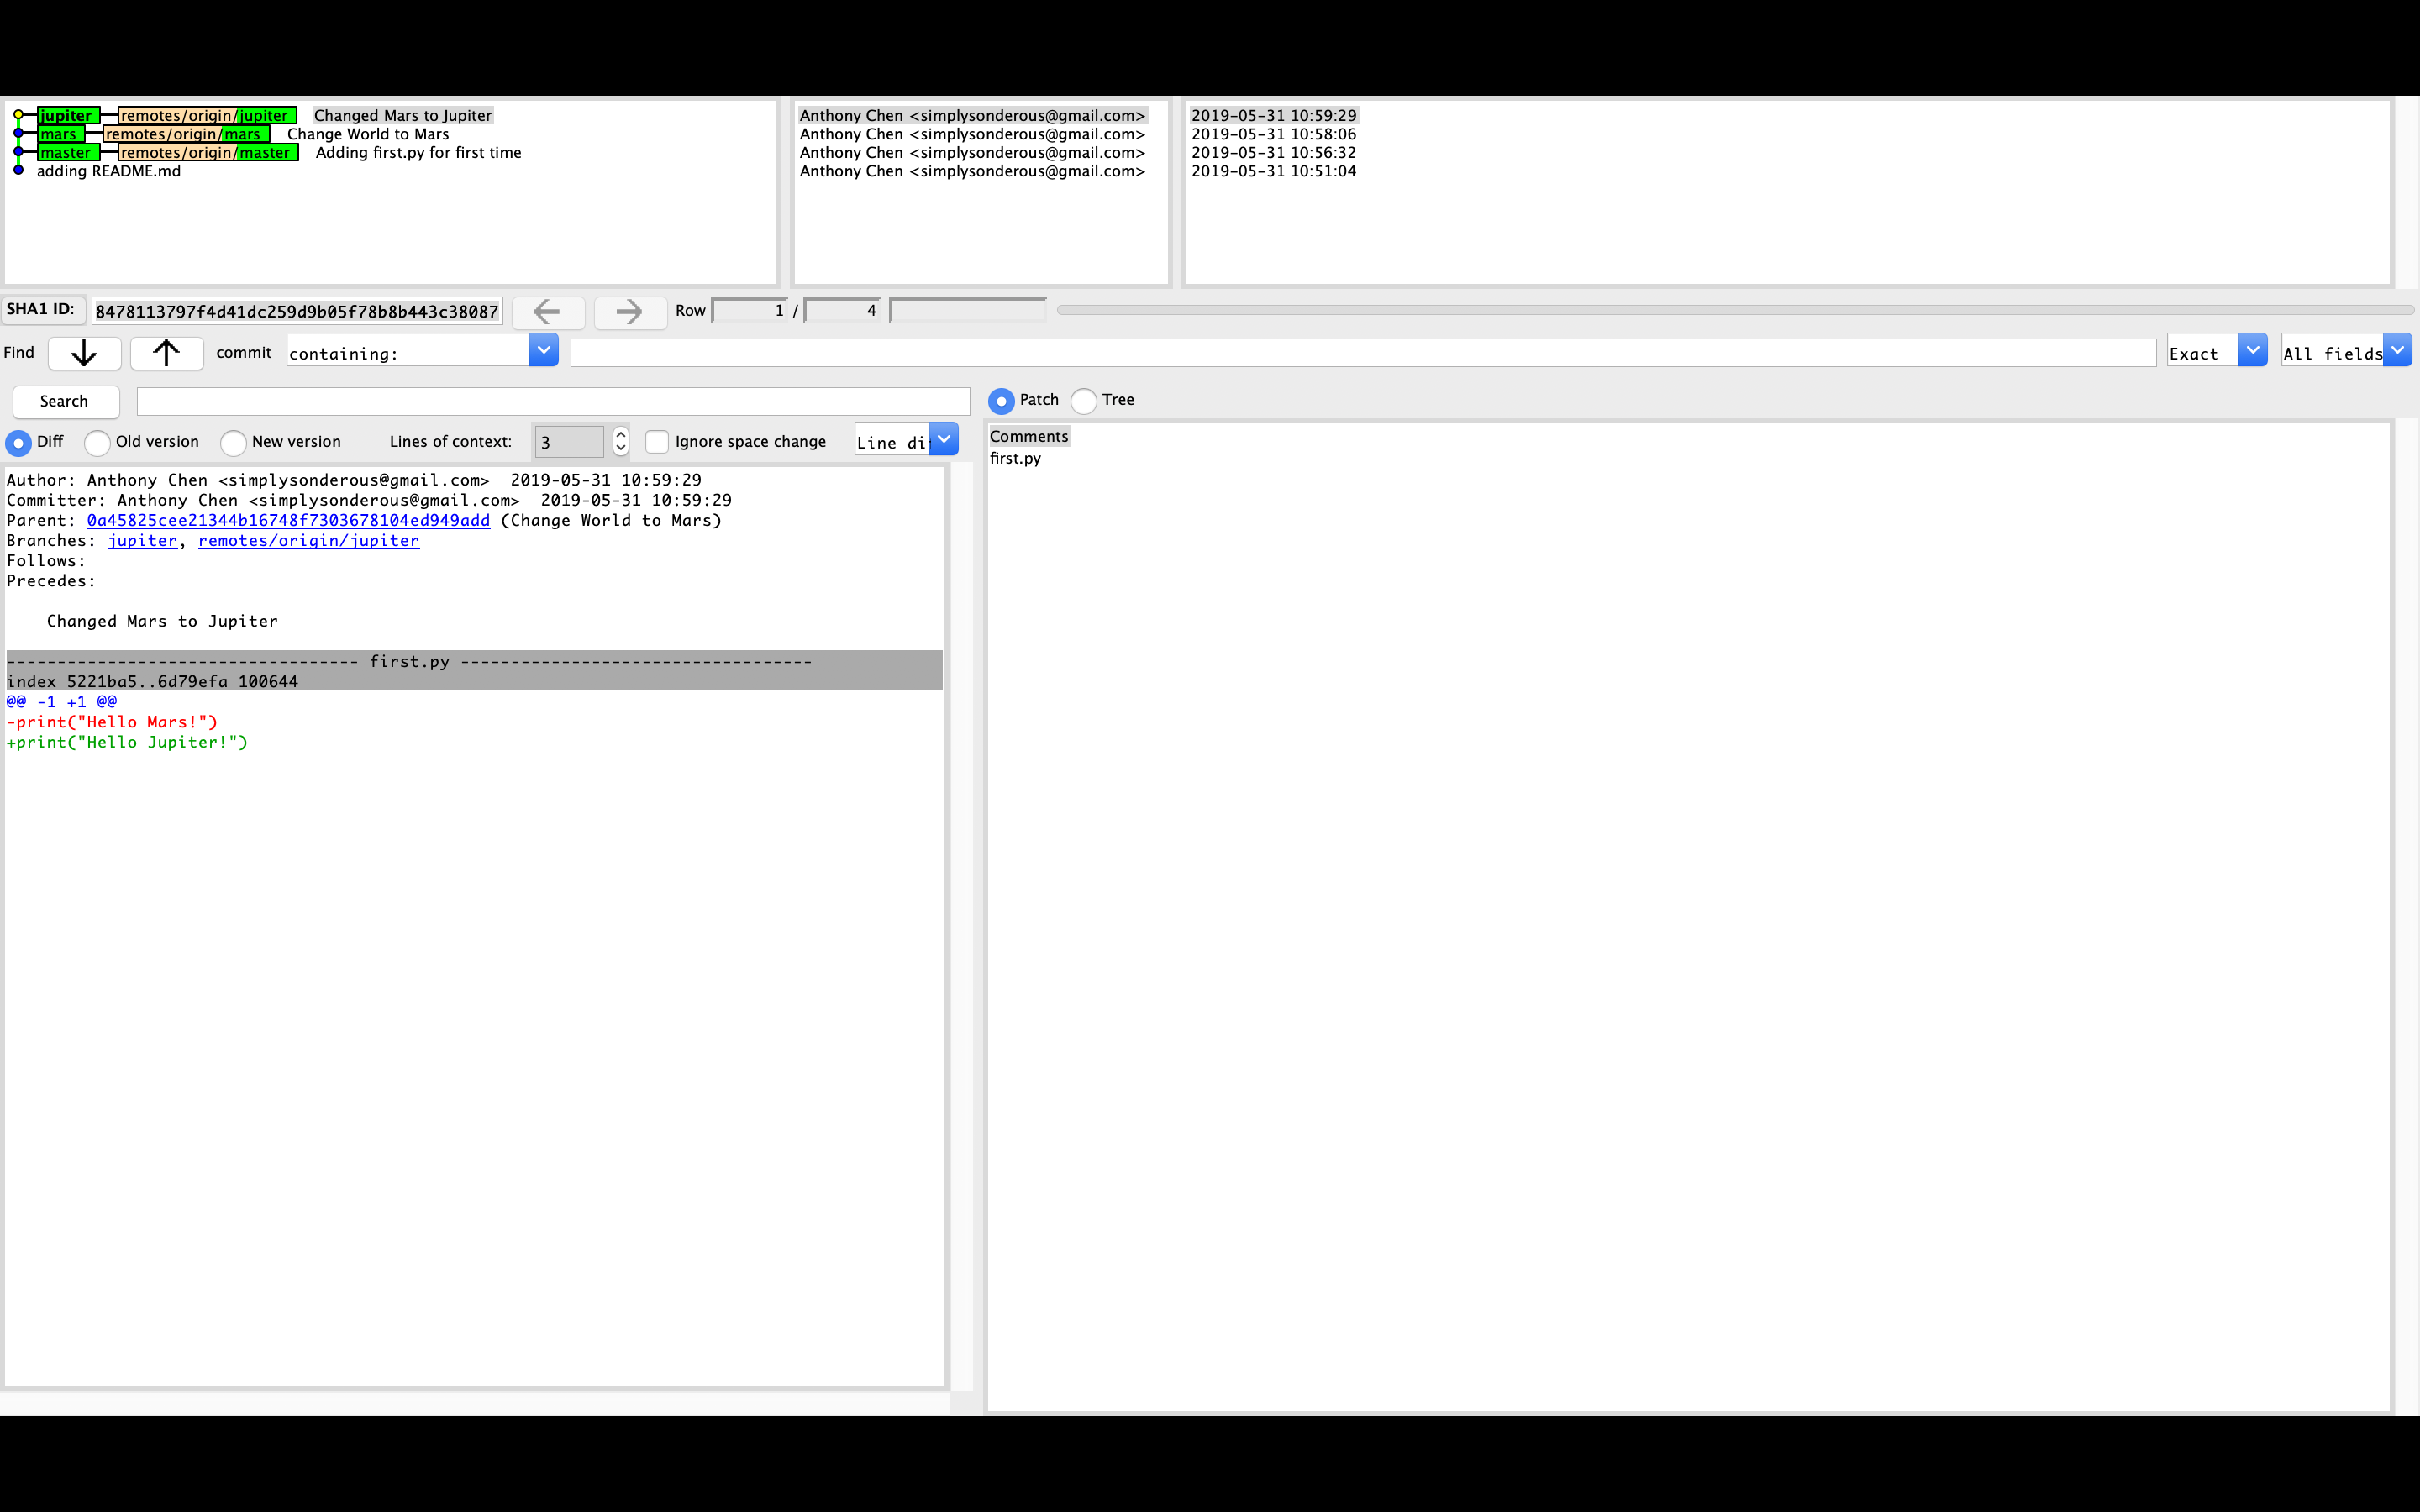 jupiter remotes/origin/jupiter Changed Mars to Jupiter Anthony Chen <simplysonderous@gmail.com> 2019-05-31 10:59:29
mars remotes/origin/mars Change World to Mars Anthony Chen <simplysonderous@gmail.com> 2019-05-31 10:58:06
master remotes/origin/master Adding first.py for first time Anthony Chen <simplysonderous@gmail.com> 2019-05-31 10:56:32
adding README.md Anthony Chen <simplysonderous@gmail.com> 2019-05-31 10:51:04
SHA1 ID: 8478113797f4d41dc259d9b05f78b8b443c38087 Row 1 / 4
Find commit containing: Exact All fields
Search Patch Tree
Diff Old version New version Lines of context: 3 Ignore space change Line di
Comments
first.py
Author: Anthony Chen <simplysonderous@gmail.com> 2019-05-31 10:59:29
Committer: Anthony Chen <simplysonderous@gmail.com> 2019-05-31 10:59:29
Parent: 0a45825cee21344b16748f7303678104ed949add (Change World to Mars)
Branches: jupiter, remotes/origin/jupiter
Follows:
Precedes:
Changed Mars to Jupiter
----------------------------------- first.py -----------------------------------
index 5221ba5..6d79efa 100644
@@ -1 +1 @@
-print("Hello Mars!")
+print("Hello Jupiter!")